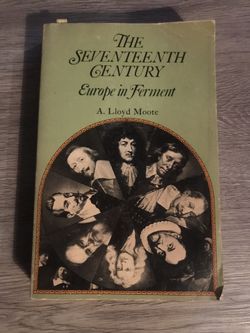 THE
SEVENTEENTH
CENTURY
Europe in Ferment
A. Lloyd Moote